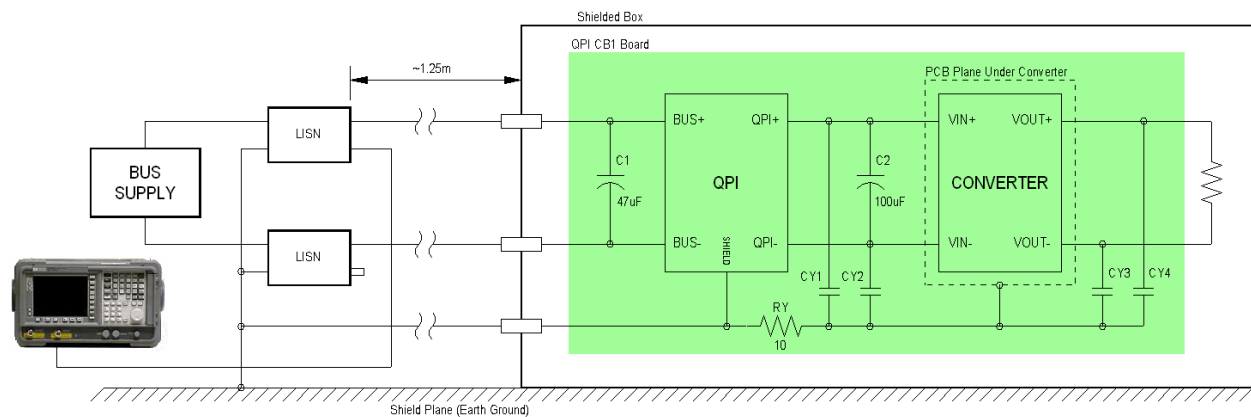 Shielded Box
QPI CB1 Board
~1.25m
PCB Plane Under Converter
LISN
BUS+
QPI+
VIN+
VOUT+
BUS
SUPPLY
C1
47uF
QPI
C2
100uF
CONVERTER
LISN
BUS-
SHIELD
QPI-
VIN-
VOUT-
CY1
CY2
CY3
CY4
RY
10
Shield Plane (Earth Ground)